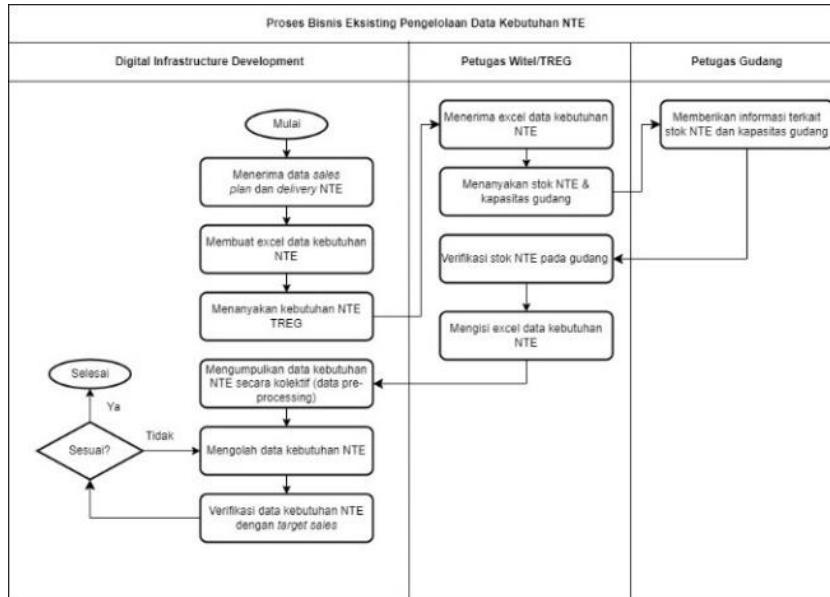 Proses Bisnis Eksisting Pengelolaan Data Kebutuhan NTE
Digital Infrastructure Development
Petugas Witel/TREG
Petugas Gudang
Mulai
Menerima data sales
plan dan delivery NTE
Membuat excel data kebutuhan
NTE
Menanyakan kebutuhan NTE
TREG
Menerima excel data kebutuhan
NTE
Menanyakan stok NTE &
kapasitas gudang
Memberikan informasi terkait
stok NTE dan kapasitas gudang
Verifikasi stok NTE pada gudang
Mengisi excel data kebutuhan
NTE
Mengumpulkan data kebutuhan
NTE secara kolektif (data pre-
processing)
Mengolah data kebutuhan NTE
Verifikasi data kebutuhan NTE
dengan target sales
Sesuai?
Tidak
Ya
Selesai